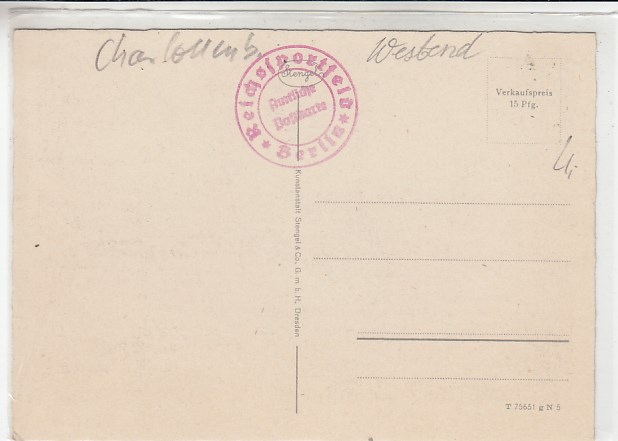 Charlottenb.
Westend
★ Reichssportfeld ★
Berlin
Stengel
Amtliche
Postkarte
Verkaufspreis
15 Pfg.
Kunstanstalt Stengel & Co., G. m. b. H., Dresden
T 75651 g N 5